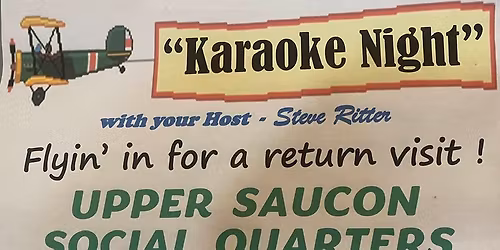 “Karaoke Night”
with your Host - Steve Ritter
Flyin’ in for a return visit !
UPPER SAUCON
SOCIAL QUARTERS